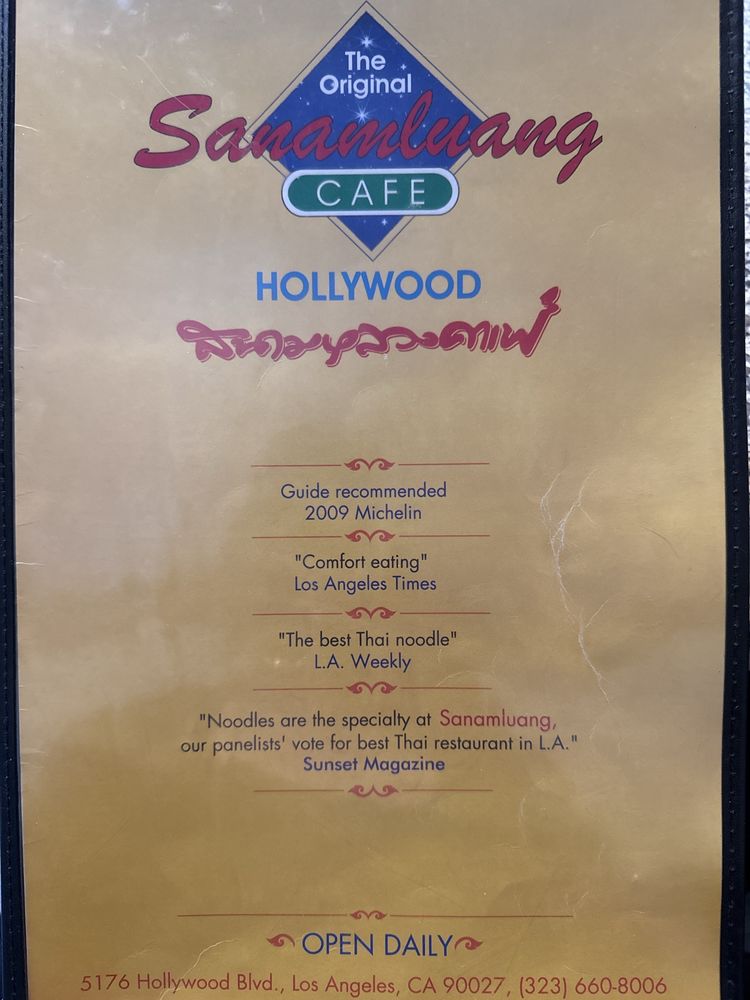 The
Original
Sanamluang
CAFE
HOLLYWOOD
สนามหลวงคาเฟ่
Guide recommended
2009 Michelin
"Comfort eating"
Los Angeles Times
"The best Thai noodle"
L.A. Weekly
"Noodles are the specialty at Sanamluang,
our panelists' vote for best Thai restaurant in L.A."
Sunset Magazine
OPEN DAILY
5176 Hollywood Blvd., Los Angeles, CA 90027, (323) 660-8006